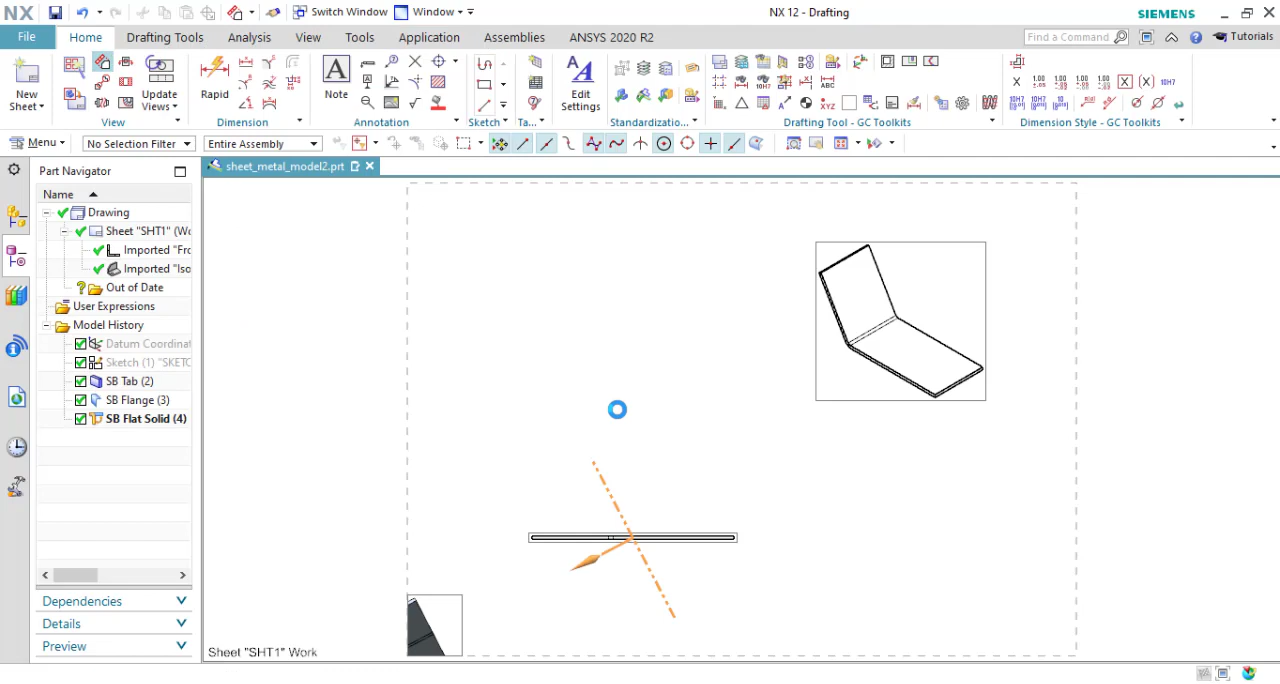 NX
Switch Window
Window
NX 12 - Drafting
SIEMENS
File
Home
Drafting Tools
Analysis
View
Tools
Application
Assemblies
ANSYS 2020 R2
Find a Command
Tutorials
New
Sheet
Update
Views
Rapid
Note
Edit
Settings
View
Dimension
Annotation
Sketch
Ta...
Standardizatio...
Drafting Tool - GC Toolkits
Dimension Style - GC Toolkits
Menu
No Selection Filter
Entire Assembly
Part Navigator
sheet_metal_model2.prt
Name
Drawing
Sheet "SHT1" (Wo
Imported "Fro
Imported "Iso
Out of Date
User Expressions
Model History
Datum Coordinat
Sketch (1) "SKETC
SB Tab (2)
SB Flange (3)
SB Flat Solid (4)
Dependencies
Details
Preview
Sheet "SHT1" Work